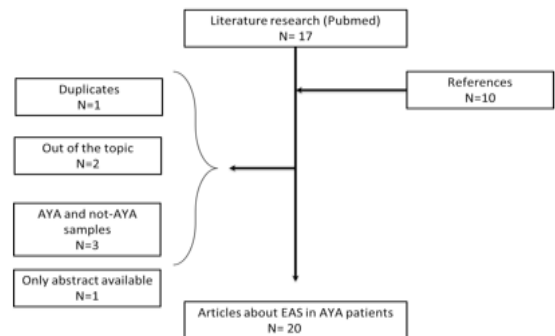 Literature research (Pubmed)
N= 17
References
N=10
Duplicates
N=1
Out of the topic
N=2
AYA and not-AYA
samples
N=3
Only abstract available
N=1
Articles about EAS in AYA patients
N= 20